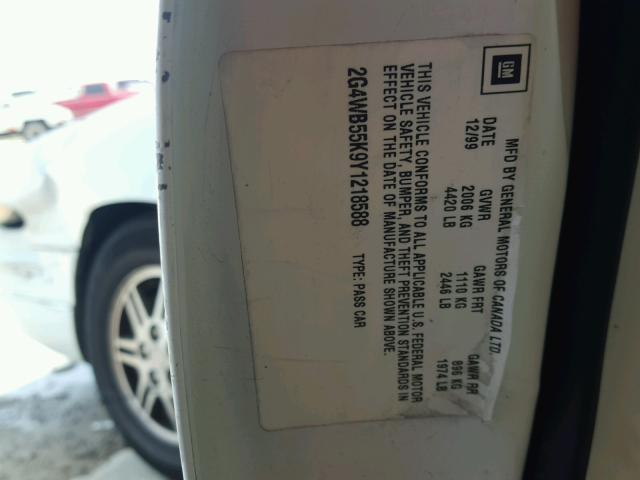 GM
MFD BY GENERAL MOTORS OF CANADA LTD.
DATE GVWR GAWR FRT GAWR RR
12/99 2006 KG 1110 KG 896 KG
4420 LB 2446 LB 1974 LB
THIS VEHICLE CONFORMS TO ALL APPLICABLE U.S. FEDERAL MOTOR
VEHICLE SAFETY, BUMPER, AND THEFT PREVENTION STANDARDS IN
EFFECT ON THE DATE OF MANUFACTURE SHOWN ABOVE.
2G4WB55K9Y1218588 TYPE: PASS CAR